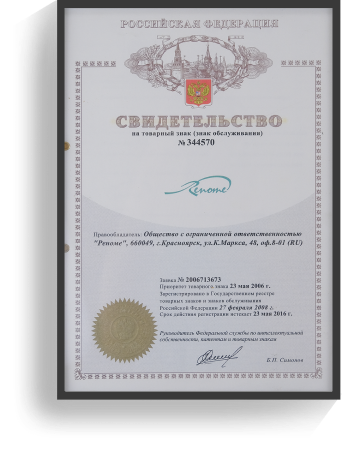 РОССИЙСКАЯ ФЕДЕРАЦИЯ
СВИДЕТЕЛЬСТВО
на товарный знак (знак обслуживания)
№ 344570
Renome
Правообладатель: Общество с ограниченной ответственностью
"Реноме", 660049, г.Красноярск, ул.К.Маркса, 48, оф.8-01 (RU)
Заявка № 2006713673
Приоритет товарного знака 23 мая 2006 г.
Зарегистрировано в Государственном реестре
товарных знаков и знаков обслуживания
Российской Федерации 27 февраля 2008 г.
Срок действия регистрации истекает 23 мая 2016 г.
Руководитель Федеральной службы по интеллектуальной
собственности, патентам и товарным знакам
Б.П. Симонов